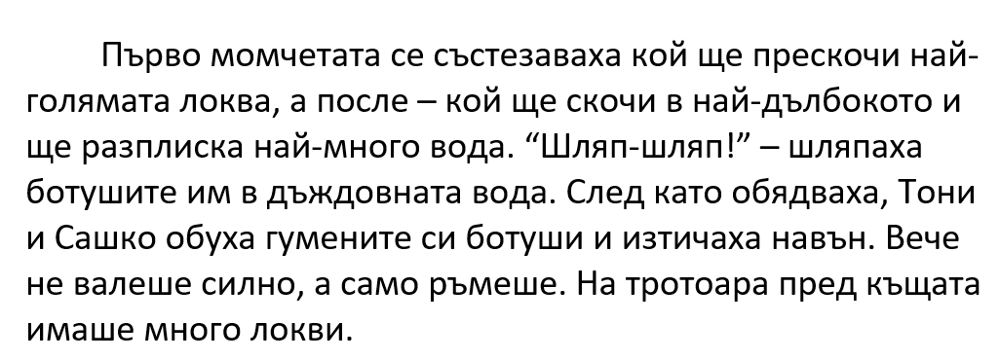 Първо момчетата се състезаваха кой ще прескочи най-
голямата локва, а после – кой ще скочи в най-дълбокото и
ще разплиска най-много вода. “Шляп-шляп!” – шляпаха
ботушите им в дъждовната вода. След като обядваха, Тони
и Сашко обуха гумените си ботуши и изтичаха навън. Вече
не валеше силно, а само ръмеше. На тротоара пред къщата
имаше много локви.